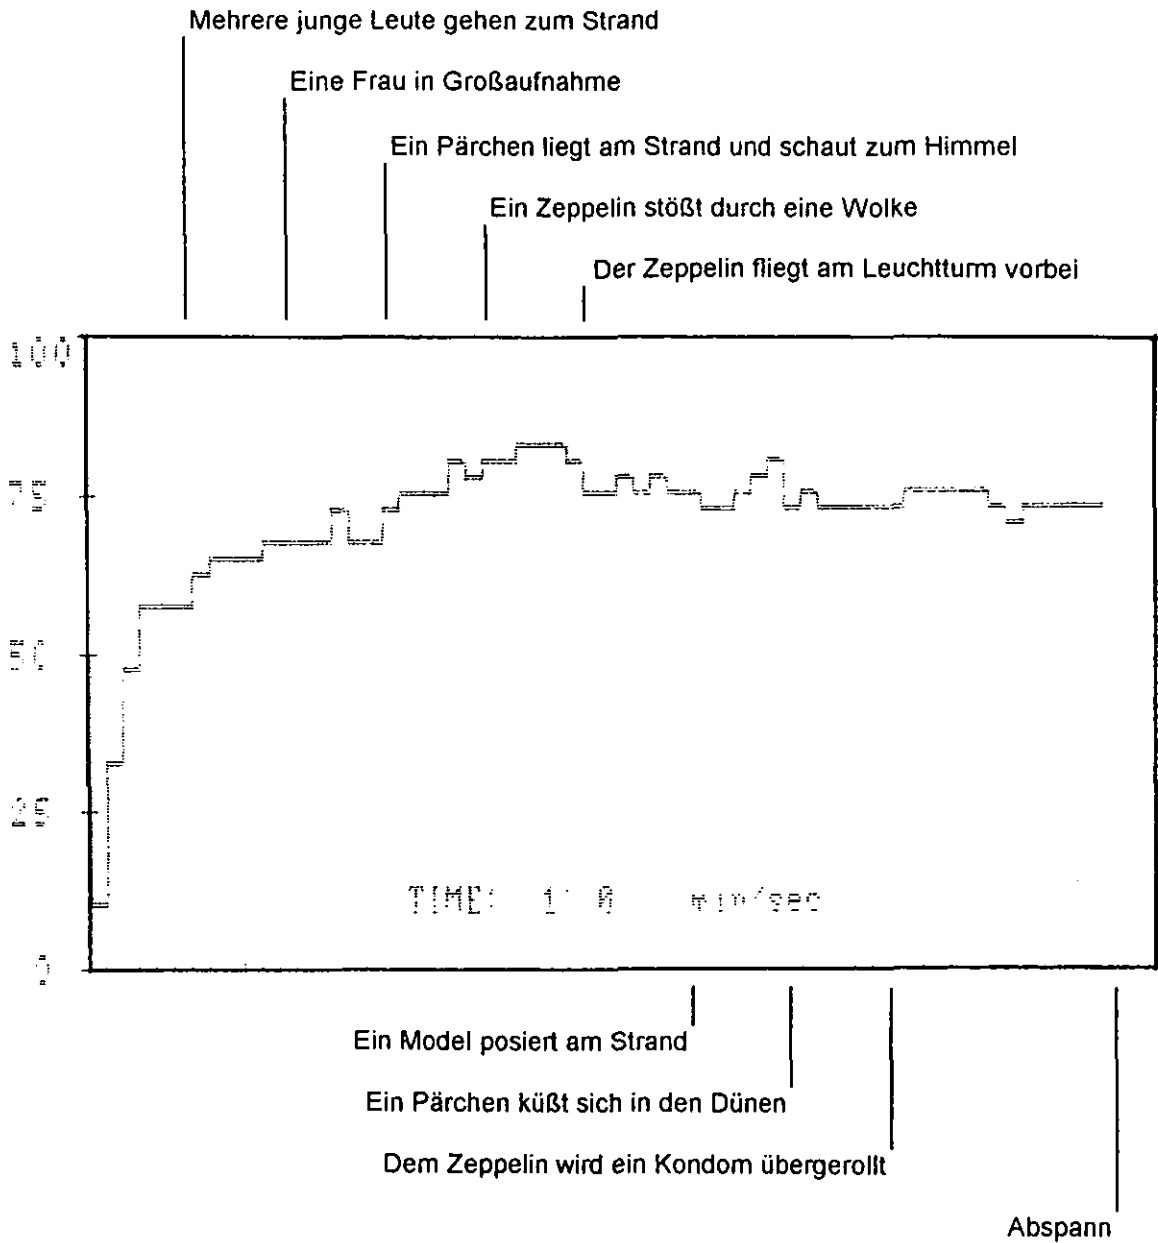 Mehrere junge Leute gehen zum Strand
Eine Frau in Großaufnahme
Ein Pärchen liegt am Strand und schaut zum Himmel
Ein Zeppelin stößt durch eine Wolke
Der Zeppelin fliegt am Leuchtturm vorbei
100
75
50
25
TIME: 1' 0 min/sec
0
Ein Model posiert am Strand
Ein Pärchen küßt sich in den Dünen
Dem Zeppelin wird ein Kondom übergerollt
Abspann